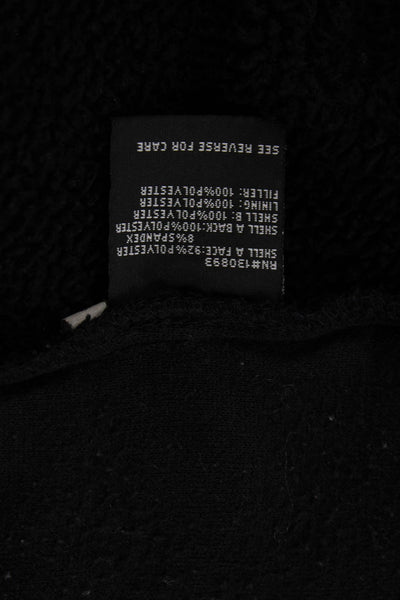 RN#130893
SHELL A FACE:92%POLYESTER
8%SPANDEX
SHELL A BACK:100%POLYESTER
SHELL B: 100%POLYESTER
LINING: 100%POLYESTER
FILLER: 100%POLYESTER
SEE REVERSE FOR CARE